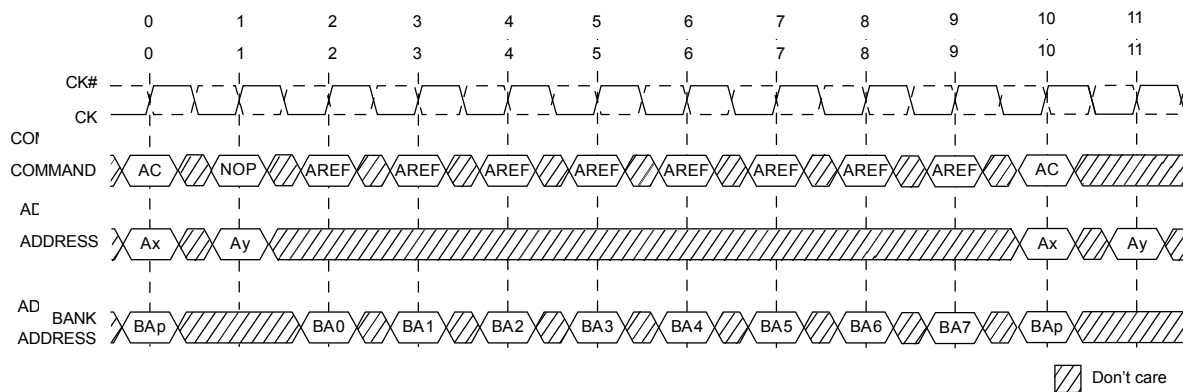 0 1 2 3 4 5 6 7 8 9 10 11
0 1 2 3 4 5 6 7 8 9 10 11
CK#
CK
COMMAND AC NOP AREF AREF AREF AREF AREF AREF AREF AREF AC
ADDRESS Ax Ay Ax Ay
BANK
ADDRESS BAp BA0 BA1 BA2 BA3 BA4 BA5 BA6 BA7 BAp
Don't care